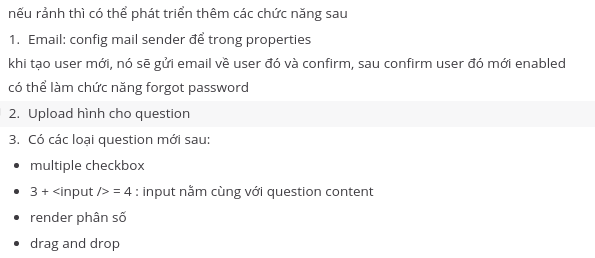 nếu rảnh thì có thể phát triển thêm các chức năng sau
1. Email: config mail sender để trong properties
khi tạo user mới, nó sẽ gửi email về user đó và confirm, sau confirm user đó mới enabled
có thể làm chức năng forgot password
2. Upload hình cho question
3. Có các loại question mới sau:
• multiple checkbox
• 3 + <input /> = 4 : input nằm cùng với question content
• render phân số
• drag and drop